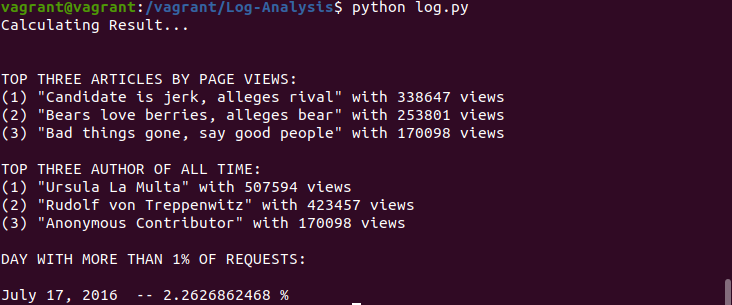 vagrant@vagrant:/vagrant/Log-Analysis$ python log.py
Calculating Result...
TOP THREE ARTICLES BY PAGE VIEWS:
(1) "Candidate is jerk, alleges rival" with 338647 views
(2) "Bears love berries, alleges bear" with 253801 views
(3) "Bad things gone, say good people" with 170098 views
TOP THREE AUTHOR OF ALL TIME:
(1) "Ursula La Multa" with 507594 views
(2) "Rudolf von Treppenwitz" with 423457 views
(3) "Anonymous Contributor" with 170098 views
DAY WITH MORE THAN 1% OF REQUESTS:
July 17, 2016  -- 2.2626862468 %